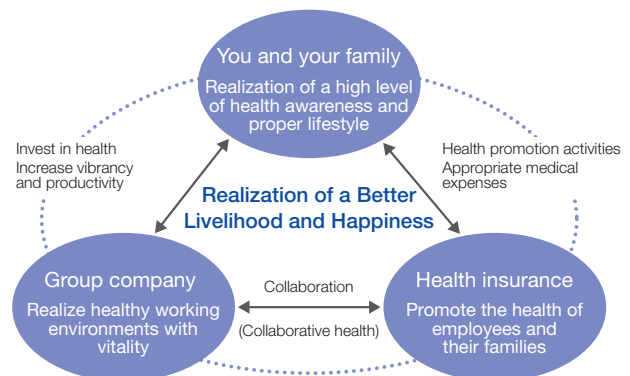 You and your family
Realization of a high level
of health awareness and
proper lifestyle
Invest in health
Increase vibrancy
and productivity
Health promotion activities
Appropriate medical
expenses
Realization of a Better
Livelihood and Happiness
Group company
Realize healthy working
environments with
vitality
Collaboration
(Collaborative health)
Health insurance
Promote the health of
employees and
their families